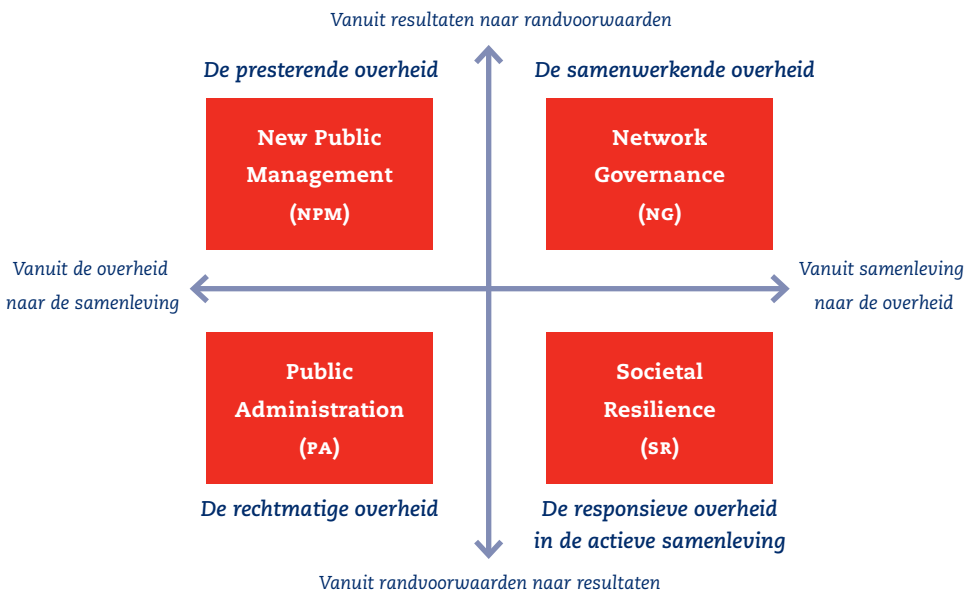 Vanuit resultaten naar randvoorwaarden
De presterende overheid
De samenwerkende overheid
New Public
Management
(NPM)
Network
Governance
(NG)
Vanuit de overheid
naar de samenleving
Vanuit samenleving
naar de overheid
Public
Administration
(PA)
Societal
Resilience
(SR)
De rechtmatige overheid
De responsieve overheid
in de actieve samenleving
Vanuit randvoorwaarden naar resultaten